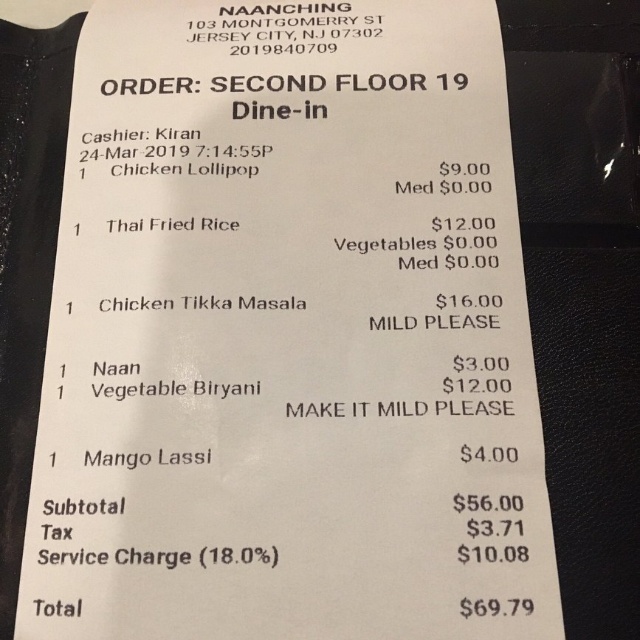 NAANCHING
103 MONTGOMERRY ST
JERSEY CITY, NJ 07302
2019840709
ORDER: SECOND FLOOR 19
Dine-in
Cashier: Kiran
24-Mar-2019 7:14:55P
1 Chicken Lollipop $9.00
Med $0.00
1 Thai Fried Rice $12.00
Vegetables $0.00
Med $0.00
1 Chicken Tikka Masala $16.00
MILD PLEASE
1 Naan $3.00
1 Vegetable Biryani $12.00
MAKE IT MILD PLEASE
1 Mango Lassi $4.00
Subtotal $56.00
Tax $3.71
Service Charge (18.0%) $10.08
Total $69.79